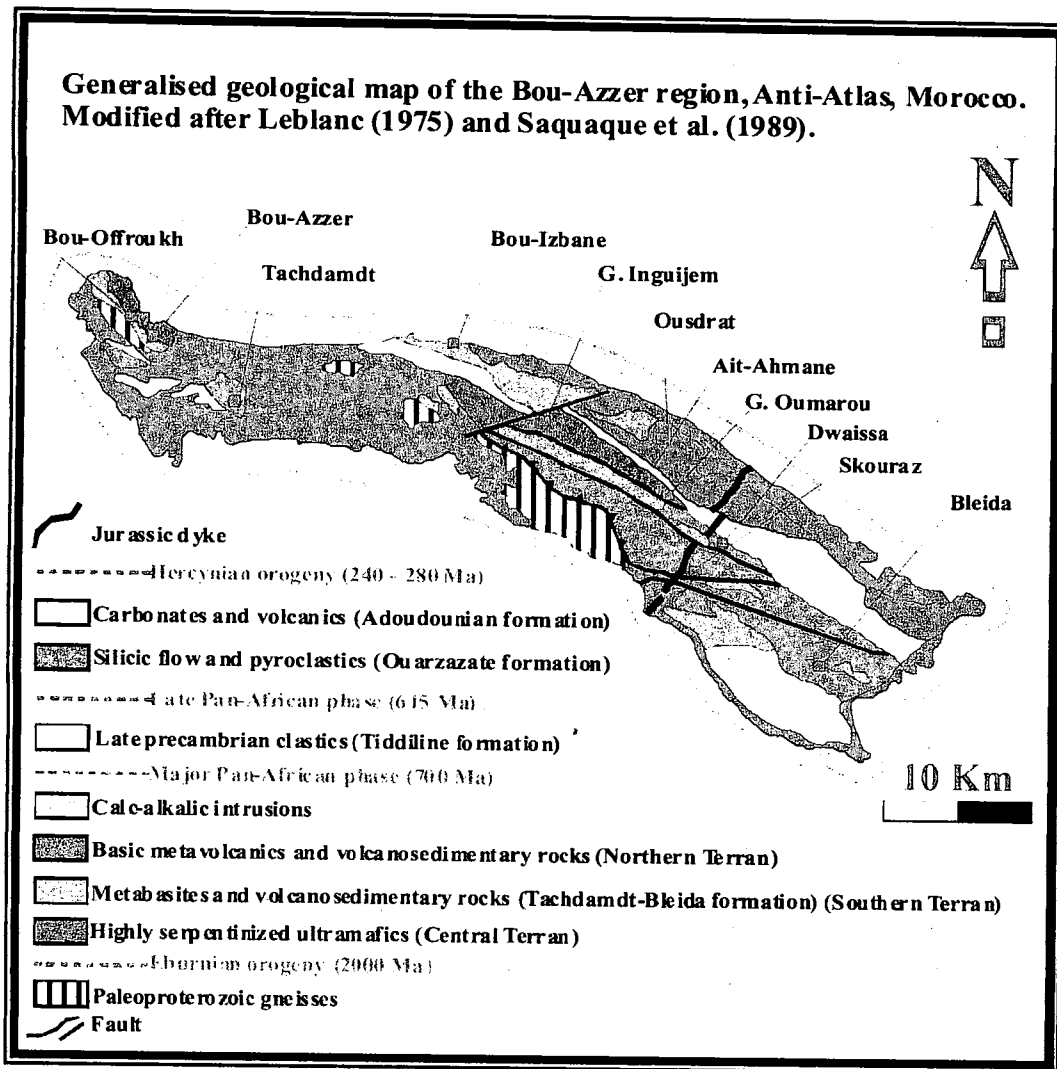 Generalised geological map of the Bou-Azzer region, Anti-Atlas, Morocco.
Modified after Leblanc (1975) and Saquaque et al. (1989).
N
Bou-Azzer
Bou-Offroukh
Bou-Izbane
Tachdamdt
G. Inguijem
Ousdrat
Ait-Ahmane
G. Oumarou
Dwaissa
Skouraz
Bleida
Jurassic dyke
Hercynian orogeny (240 - 280 Ma)
Carbonates and volcanics (Adoudounian formation)
Silicic flow and pyroclastics (Ouarzazate formation)
Late Pan-African phase (615 Ma)
Late precambrian clastics (Tiddiline formation)
Major Pan-African phase (700 Ma)
10 Km
Calc-alkalic intrusions
Basic metavolcanics and volcanosedimentary rocks (Northern Terran)
Metabasites and volcanosedimentary rocks (Tachdamdt-Bleida formation) (Southern Terran)
Highly serpentinized ultramafics (Central Terran)
Eburnian orogeny (2000 Ma)
Paleoproterozoic gneisses
Fault